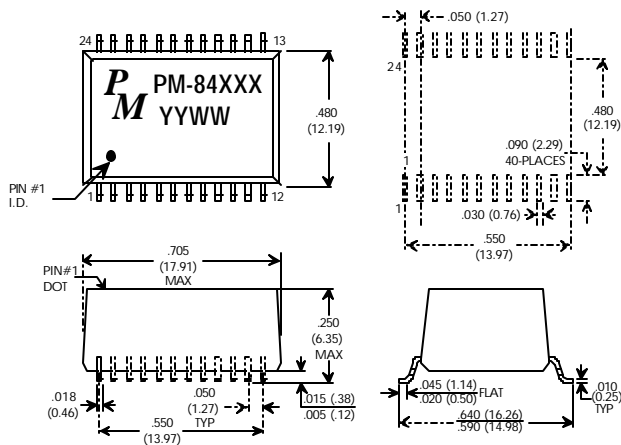 24
13
PM
PM-84XXX
YYWW
.480
(12.19)
PIN #1
I.D.
1
12
.050 (1.27)
24
.480
(12.19)
.090 (2.29)
40-PLACES
1
1
.030 (0.76)
.550
(13.97)
PIN#1
DOT
.705
(17.91)
MAX
.250
(6.35)
MAX
.018
(0.46)
.050
(1.27)
TYP
.550
(13.97)
.015 (.38)
.005 (.12)
.045 (1.14)
.020 (0.50)
FLAT
.640 (16.26)
.590 (14.98)
.010
(0.25)
TYP